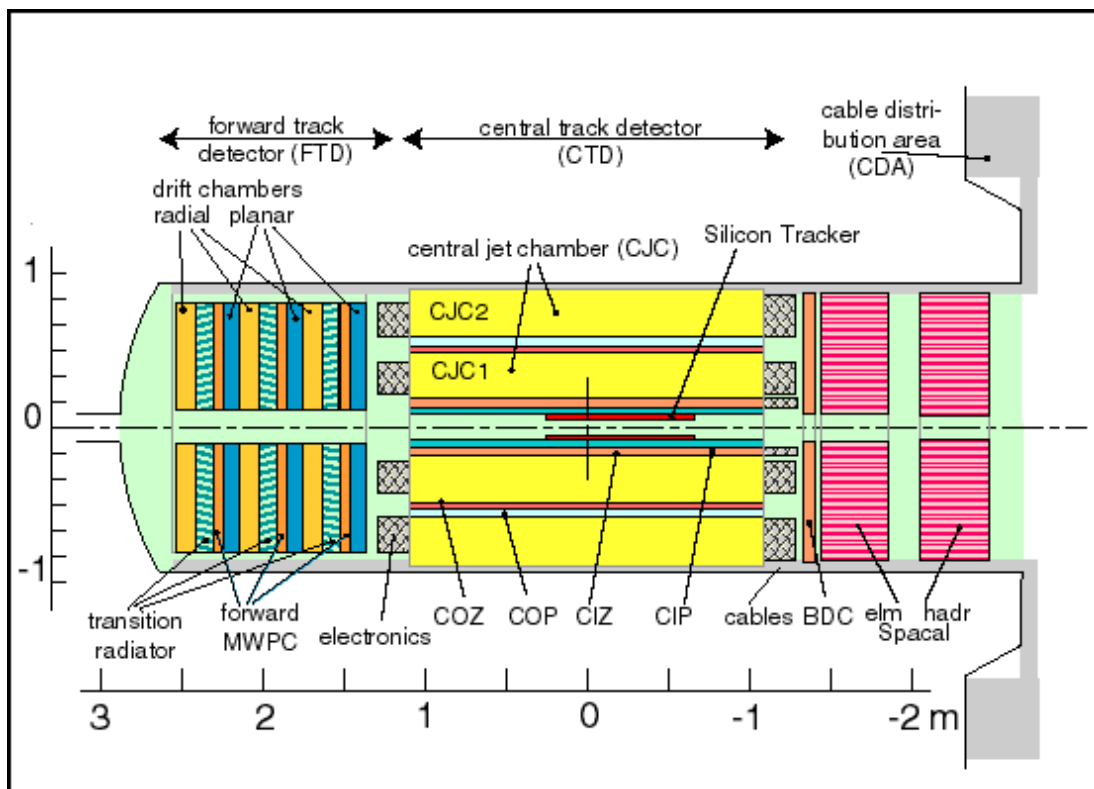 forward track
detector (FTD)
central track detector
(CTD)
cable distri-
bution area
(CDA)
drift chambers
radial planar
central jet chamber (CJC)
Silicon Tracker
1
0
-1
CJC2
CJC1
transition
radiator
forward
MWPC
electronics
COZ
COP
CIZ
CIP
cables
BDC
elm hadr
Spacal
3 2 1 0 -1 -2 m